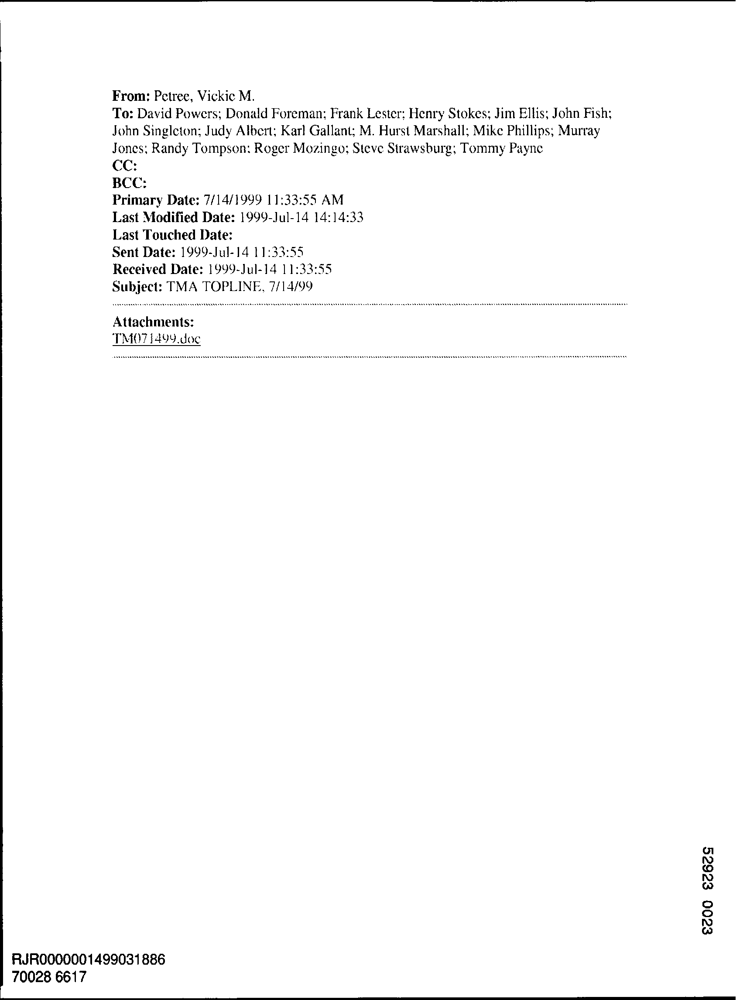 From: Petree, Vickie M.
To: David Powers; Donald Foreman; Frank Lester; Henry Stokes; Jim Ellis; John Fish;
John Singleton; Judy Albert; Karl Gallant; M. Hurst Marshall; Mike Phillips; Murray
Jones; Randy Tompson; Roger Mozingo; Steve Strawsburg; Tommy Payne
CC:
BCC:
Primary Date: 7/14/1999 11:33:55 AM
Last Modified Date: 1999-Jul-14 14:14:33
Last Touched Date:
Sent Date: 1999-Jul-14 11:33:55
Received Date: 1999-Jul-14 11:33:55
Subject: TMA TOPLINE, 7/14/99
Attachments:
TM071499.doc
52923 0023
RJR0000001499031886
70028 6617